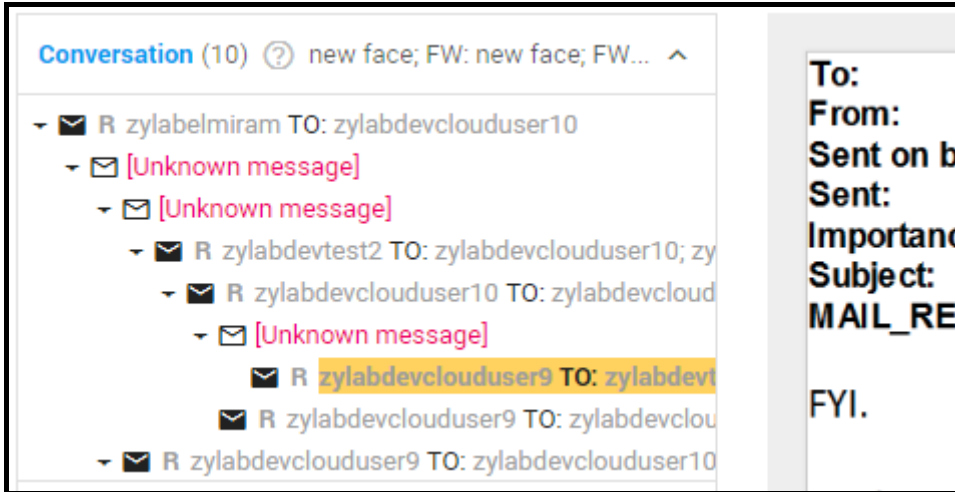 Conversation (10) ? new face; FW: new face; FW...
R zylabelmiram TO: zylabdevclouduser10
[Unknown message]
[Unknown message]
R zylabdevtest2 TO: zylabdevclouduser10; zy
R zylabdevclouduser10 TO: zylabdevcloud
[Unknown message]
R zylabdevclouduser9 TO: zylabdevt
R zylabdevclouduser9 TO: zylabdevclou
R zylabdevclouduser9 TO: zylabdevclouduser10
To:
From:
Sent on b
Sent:
Importanc
Subject:
MAIL_RE
FYI.